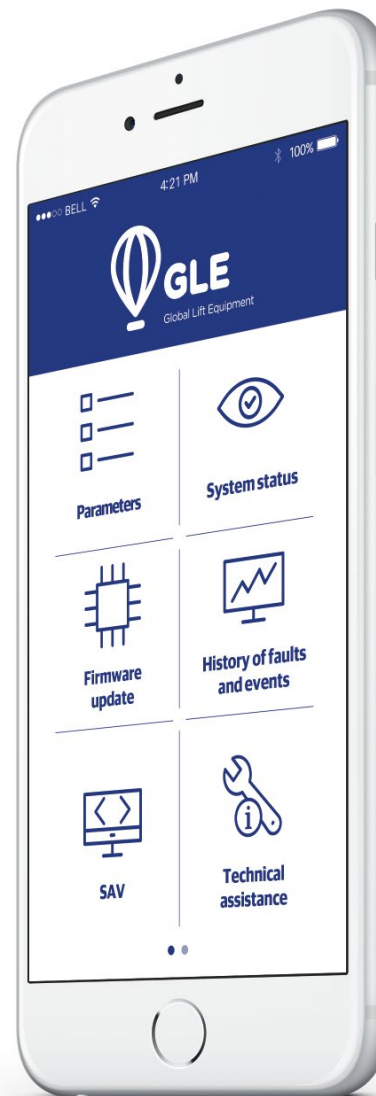 BELL
4:21 PM
100%
GLE
Global Lift Equipment
Parameters
System status
Firmware
update
History of faults
and events
SAV
Technical
assistance